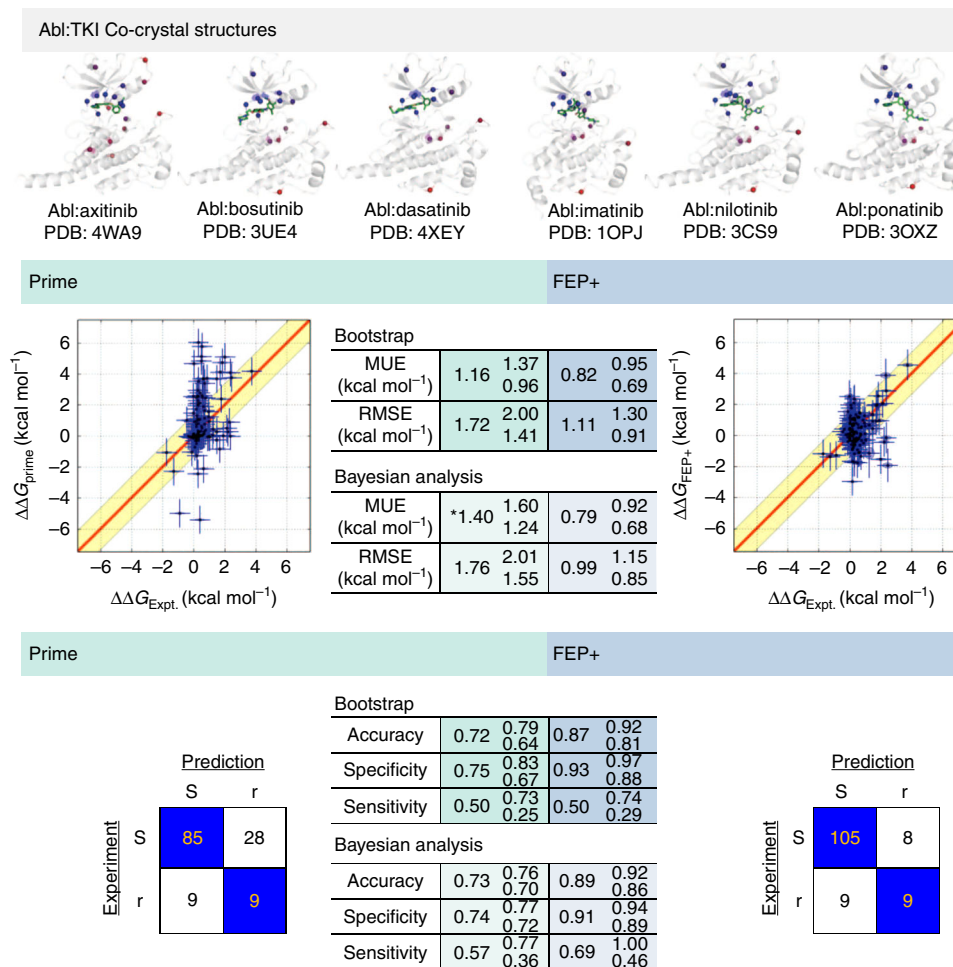 Abl:TKI Co-crystal structures
Abl:axitinib
PDB: 4WA9
Abl:bosutinib
PDB: 3UE4
Abl:dasatinib
PDB: 4XEY
Abl:imatinib
PDB: 1OPJ
Abl:nilotinib
PDB: 3CS9
Abl:ponatinib
PDB: 3OXZ
Prime
FEP+
ΔΔG_prime (kcal mol⁻¹)
6
4
2
0
−2
−4
−6
−6 −4 −2 0 2 4 6
ΔΔG_Expt. (kcal mol⁻¹)
Bootstrap
MUE (kcal mol⁻¹) 1.16 1.37 0.96 0.82 0.95 0.69
RMSE (kcal mol⁻¹) 1.72 2.00 1.41 1.11 1.30 0.91
Bayesian analysis
MUE (kcal mol⁻¹) *1.40 1.60 1.24 0.79 0.92 0.68
RMSE (kcal mol⁻¹) 1.76 2.01 1.55 0.99 1.15 0.85
ΔΔG_FEP+ (kcal mol⁻¹)
6
4
2
0
−2
−4
−6
−6 −4 −2 0 2 4 6
ΔΔG_Expt. (kcal mol⁻¹)
Prime
FEP+
Prediction
S r
Experiment
S 85 28
r 9 9
Bootstrap
Accuracy 0.72 0.79 0.64 0.87 0.92 0.81
Specificity 0.75 0.83 0.67 0.93 0.97 0.88
Sensitivity 0.50 0.73 0.25 0.50 0.74 0.29
Bayesian analysis
Accuracy 0.73 0.76 0.70 0.89 0.92 0.86
Specificity 0.74 0.77 0.72 0.91 0.94 0.89
Sensitivity 0.57 0.77 0.36 0.69 1.00 0.46
Prediction
S r
Experiment
S 105 8
r 9 9